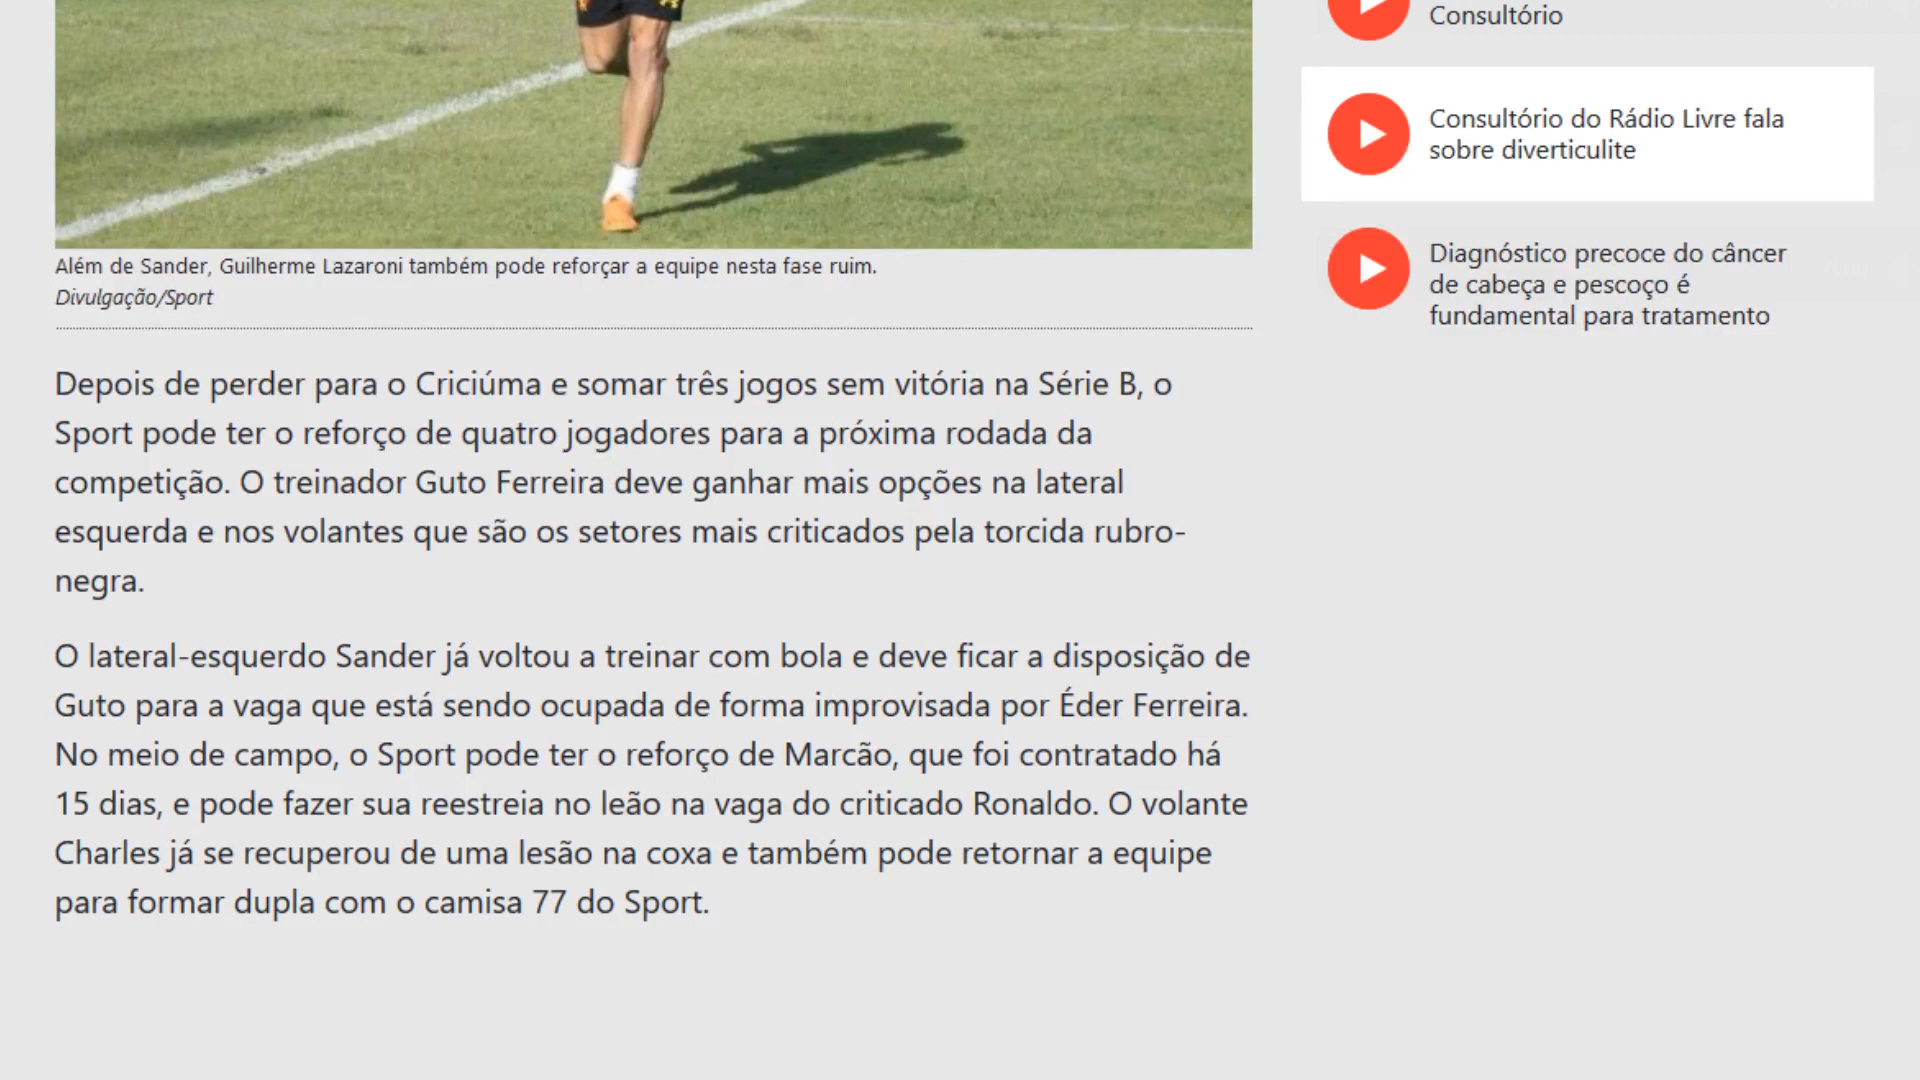 Consultório
Consultório do Rádio Livre fala
sobre diverticulite
Diagnóstico precoce do câncer
de cabeça e pescoço é
fundamental para tratamento
Além de Sander, Guilherme Lazaroni também pode reforçar a equipe nesta fase ruim.
Divulgação/Sport
Depois de perder para o Criciúma e somar três jogos sem vitória na Série B, o
Sport pode ter o reforço de quatro jogadores para a próxima rodada da
competição. O treinador Guto Ferreira deve ganhar mais opções na lateral
esquerda e nos volantes que são os setores mais criticados pela torcida rubro-
negra.
O lateral-esquerdo Sander já voltou a treinar com bola e deve ficar a disposição de
Guto para a vaga que está sendo ocupada de forma improvisada por Éder Ferreira.
No meio de campo, o Sport pode ter o reforço de Marcão, que foi contratado há
15 dias, e pode fazer sua reestreia no leão na vaga do criticado Ronaldo. O volante
Charles já se recuperou de uma lesão na coxa e também pode retornar a equipe
para formar dupla com o camisa 77 do Sport.